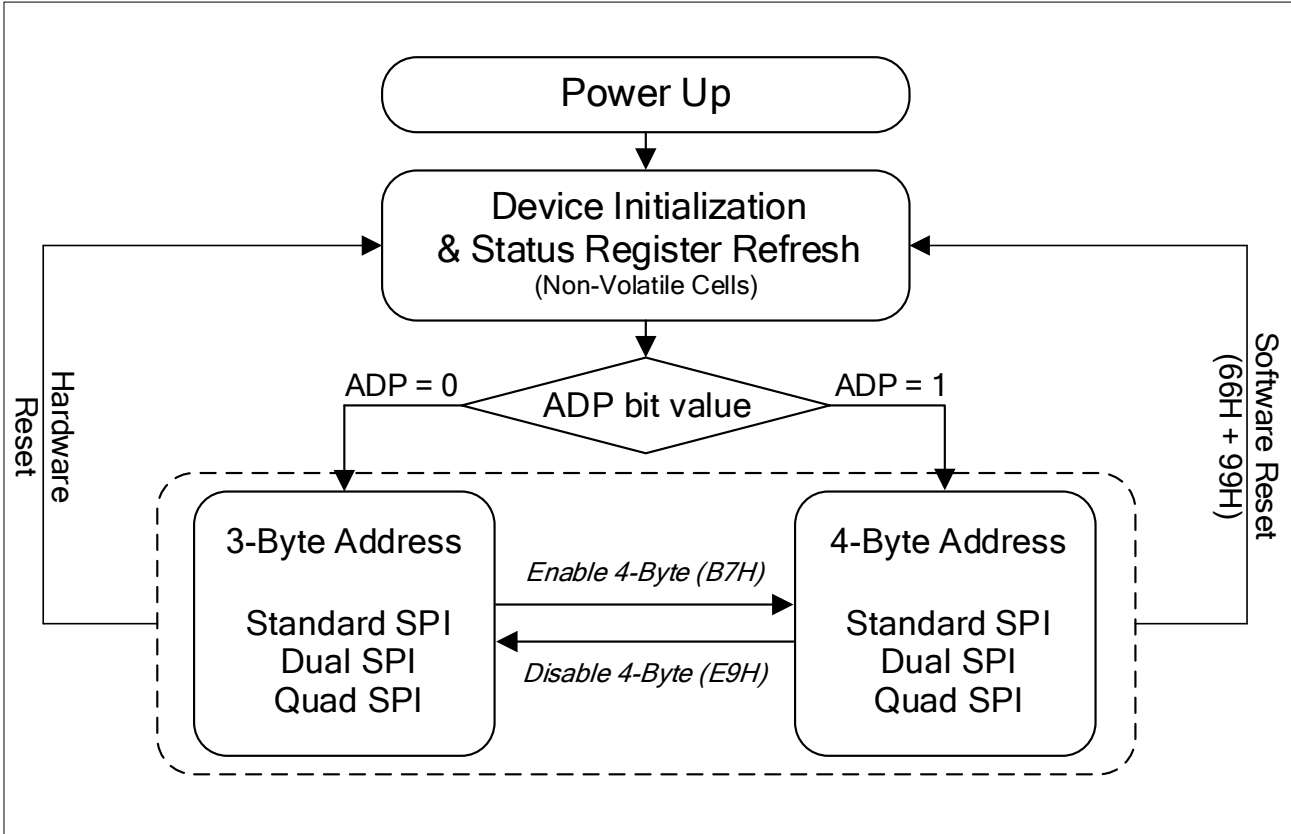 Power Up
Device Initialization
& Status Register Refresh
(Non-Volatile Cells)
ADP = 0
ADP bit value
ADP = 1
Hardware
Reset
Software Reset
(66H + 99H)
3-Byte Address
Standard SPI
Dual SPI
Quad SPI
Enable 4-Byte (B7H)
Disable 4-Byte (E9H)
4-Byte Address
Standard SPI
Dual SPI
Quad SPI